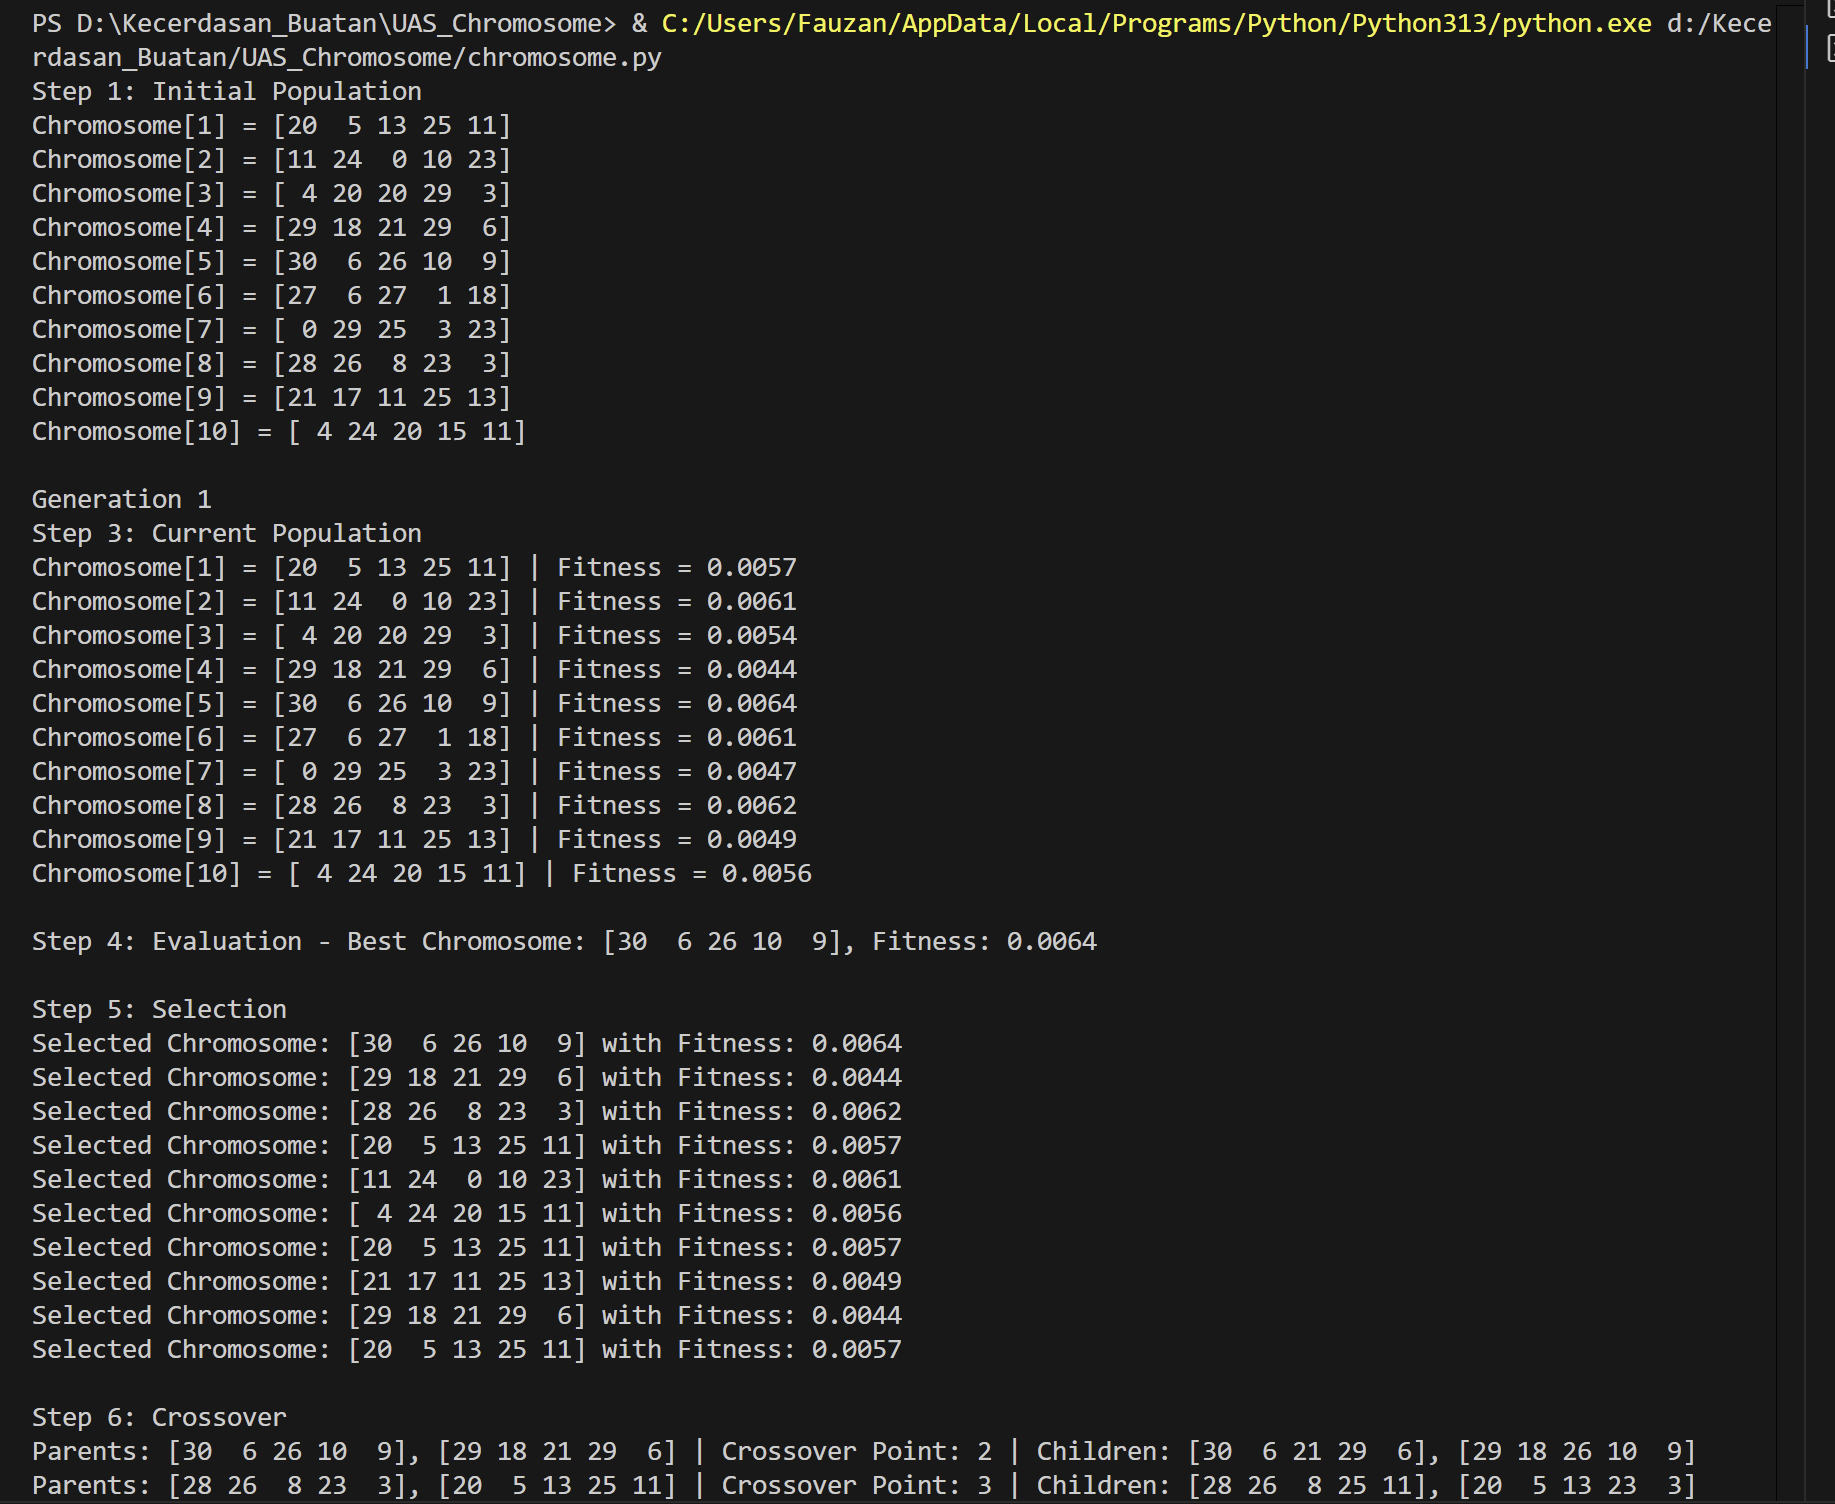 PS D:\Kecerdasan_Buatan\UAS_Chromosome> & C:/Users/Fauzan/AppData/Local/Programs/Python/Python313/python.exe d:/Kece
rdasan_Buatan/UAS_Chromosome/chromosome.py
Step 1: Initial Population
Chromosome[1] = [20  5 13 25 11]
Chromosome[2] = [11 24  0 10 23]
Chromosome[3] = [ 4 20 20 29  3]
Chromosome[4] = [29 18 21 29  6]
Chromosome[5] = [30  6 26 10  9]
Chromosome[6] = [27  6 27  1 18]
Chromosome[7] = [ 0 29 25  3 23]
Chromosome[8] = [28 26  8 23  3]
Chromosome[9] = [21 17 11 25 13]
Chromosome[10] = [ 4 24 20 15 11]

Generation 1
Step 3: Current Population
Chromosome[1] = [20  5 13 25 11] | Fitness = 0.0057
Chromosome[2] = [11 24  0 10 23] | Fitness = 0.0061
Chromosome[3] = [ 4 20 20 29  3] | Fitness = 0.0054
Chromosome[4] = [29 18 21 29  6] | Fitness = 0.0044
Chromosome[5] = [30  6 26 10  9] | Fitness = 0.0064
Chromosome[6] = [27  6 27  1 18] | Fitness = 0.0061
Chromosome[7] = [ 0 29 25  3 23] | Fitness = 0.0047
Chromosome[8] = [28 26  8 23  3] | Fitness = 0.0062
Chromosome[9] = [21 17 11 25 13] | Fitness = 0.0049
Chromosome[10] = [ 4 24 20 15 11] | Fitness = 0.0056

Step 4: Evaluation - Best Chromosome: [30  6 26 10  9], Fitness: 0.0064

Step 5: Selection
Selected Chromosome: [30  6 26 10  9] with Fitness: 0.0064
Selected Chromosome: [29 18 21 29  6] with Fitness: 0.0044
Selected Chromosome: [28 26  8 23  3] with Fitness: 0.0062
Selected Chromosome: [20  5 13 25 11] with Fitness: 0.0057
Selected Chromosome: [11 24  0 10 23] with Fitness: 0.0061
Selected Chromosome: [ 4 24 20 15 11] with Fitness: 0.0056
Selected Chromosome: [20  5 13 25 11] with Fitness: 0.0057
Selected Chromosome: [21 17 11 25 13] with Fitness: 0.0049
Selected Chromosome: [29 18 21 29  6] with Fitness: 0.0044
Selected Chromosome: [20  5 13 25 11] with Fitness: 0.0057

Step 6: Crossover
Parents: [30  6 26 10  9], [29 18 21 29  6] | Crossover Point: 2 | Children: [30  6 21 29  6], [29 18 26 10  9]
Parents: [28 26  8 23  3], [20  5 13 25 11] | Crossover Point: 3 | Children: [28 26  8 25 11], [20  5 13 23  3]